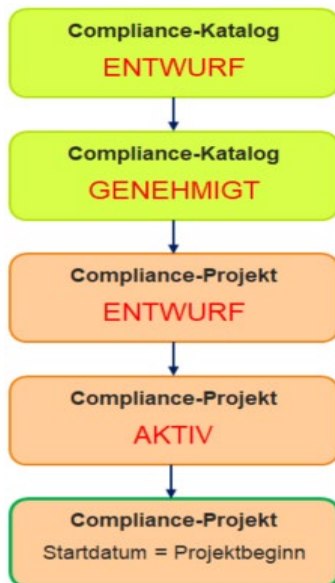 Compliance-Katalog
ENTWURF
Compliance-Katalog
GENEHMIGT
Compliance-Projekt
ENTWURF
Compliance-Projekt
AKTIV
Compliance-Projekt
Startdatum = Projektbeginn